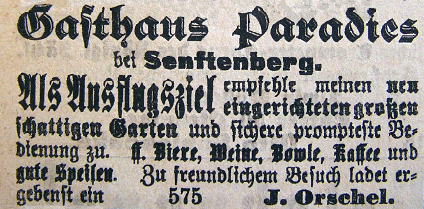 Gasthaus Paradies
bei Senftenberg.
Als Ausflugsziel empfehle meinen neu
eingerichteten großen
schattigen Garten und sichere prompteste Be-
dienung zu. ff. Biere, Weine, Bowle, Kaffee und
gute Speisen. Zu freundlichem Besuch ladet er-
gebenst ein 575 J. Orschel.